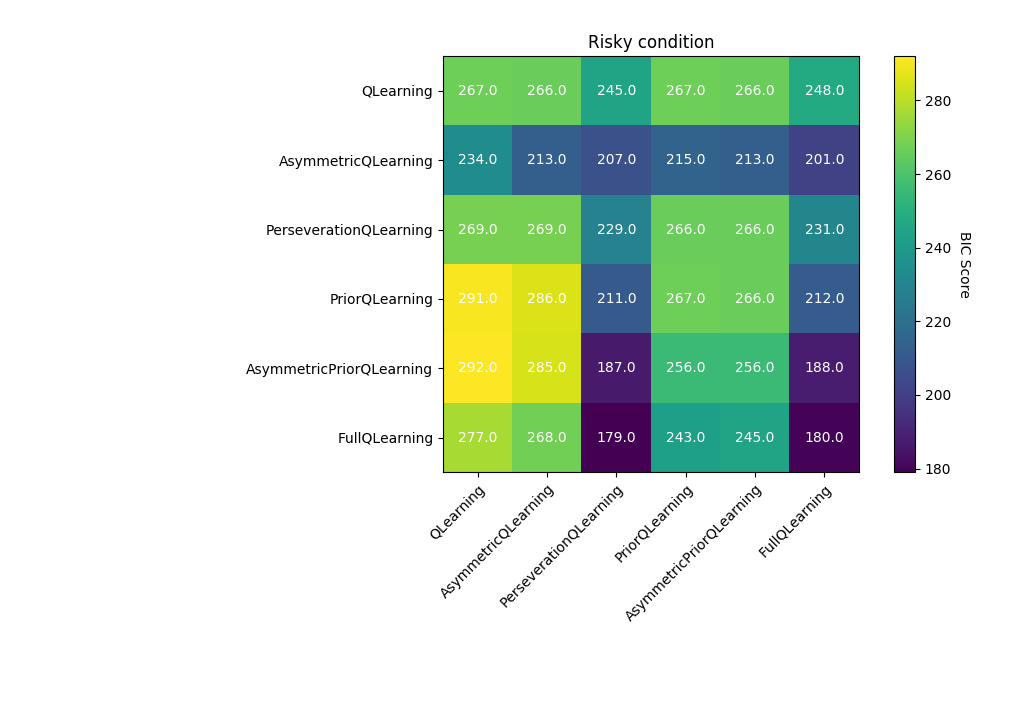 Risky condition
QLearning 267.0 266.0 245.0 267.0 266.0 248.0
AsymmetricQLearning 234.0 213.0 207.0 215.0 213.0 201.0
PerseverationQLearning 269.0 269.0 229.0 266.0 266.0 231.0
PriorQLearning 291.0 286.0 211.0 267.0 266.0 212.0
AsymmetricPriorQLearning 292.0 285.0 187.0 256.0 256.0 188.0
FullQLearning 277.0 268.0 179.0 243.0 245.0 180.0
QLearning
AsymmetricQLearning
PerseverationQLearning
PriorQLearning
AsymmetricPriorQLearning
FullQLearning
280
260
240
220
200
180
BIC Score